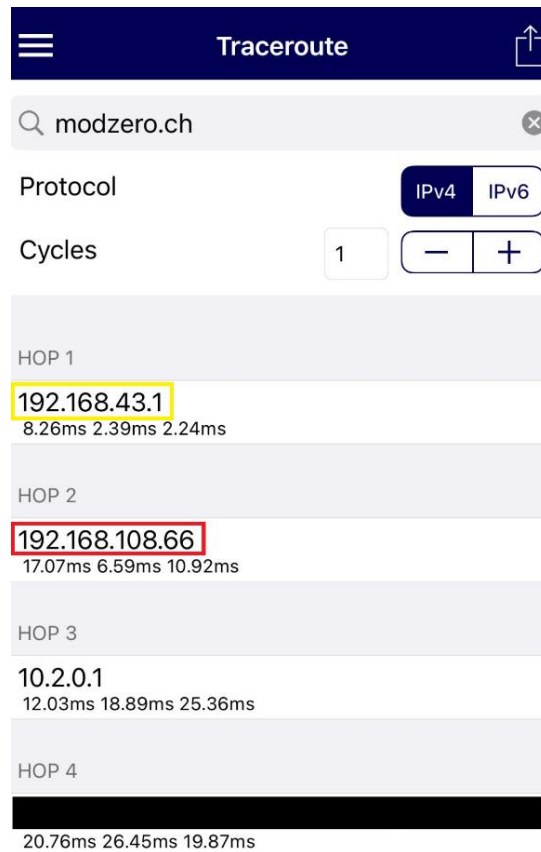 Traceroute
modzero.ch
Protocol
IPv4 IPv6
Cycles
1 − +
HOP 1
192.168.43.1
8.26ms 2.39ms 2.24ms
HOP 2
192.168.108.66
17.07ms 6.59ms 10.92ms
HOP 3
10.2.0.1
12.03ms 18.89ms 25.36ms
HOP 4
20.76ms 26.45ms 19.87ms